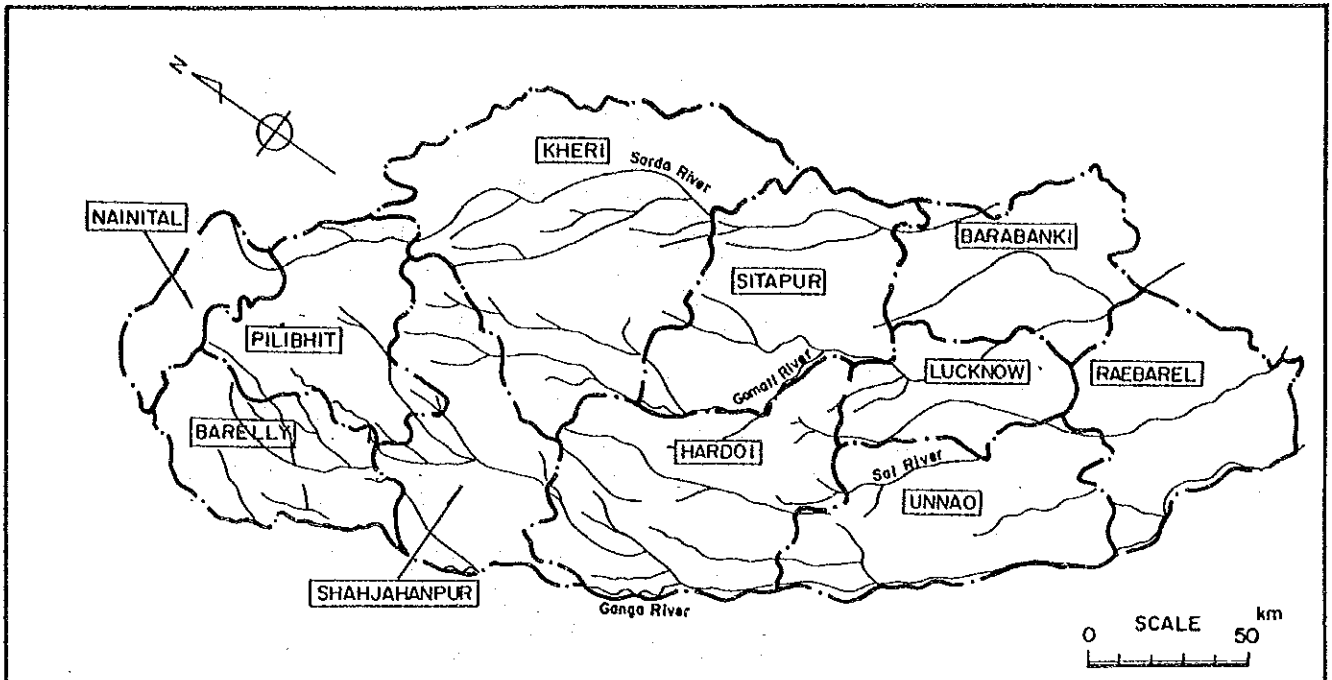 N
KHERI
Sarda River
NAINITAL
BARABANKI
SITAPUR
PILIBHIT
Gomati River
LUCKNOW
RAEBAREL
BARELLY
HARDOI
Sai River
UNNAO
SHAHJAHANPUR
Ganga River
SCALE
km
0
50